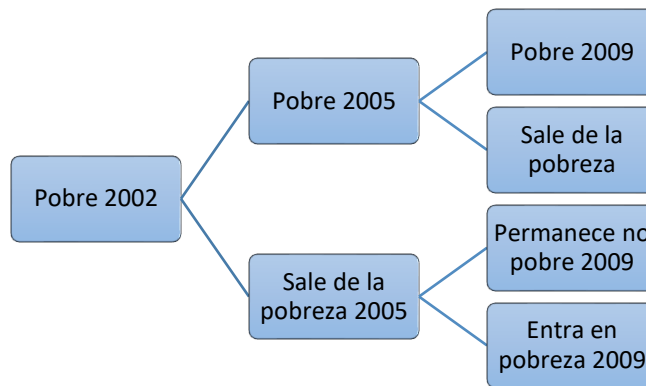 Pobre 2009
Pobre 2005
Sale de la
pobreza
Pobre 2002
Permanece no
pobre 2009
Sale de la
pobreza 2005
Entra en
pobreza 2009